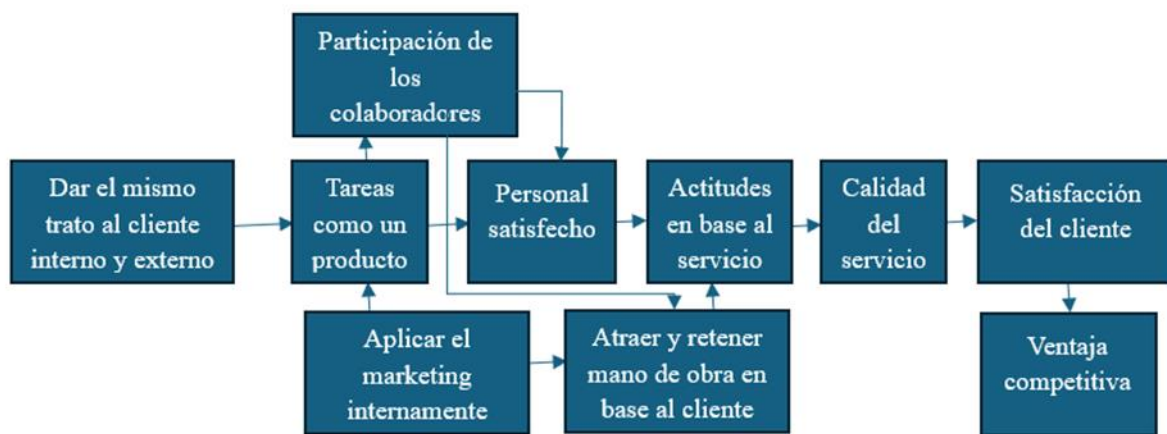 Participación de
los
colaboradores
Dar el mismo
trato al cliente
interno y externo
Tareas
como un
producto
Personal
satisfecho
Actitudes
en base al
servicio
Calidad
del
servicio
Satisfacción
del cliente
Aplicar el
marketing
internamente
Atraer y retener
mano de obra en
base al cliente
Ventaja
competitiva